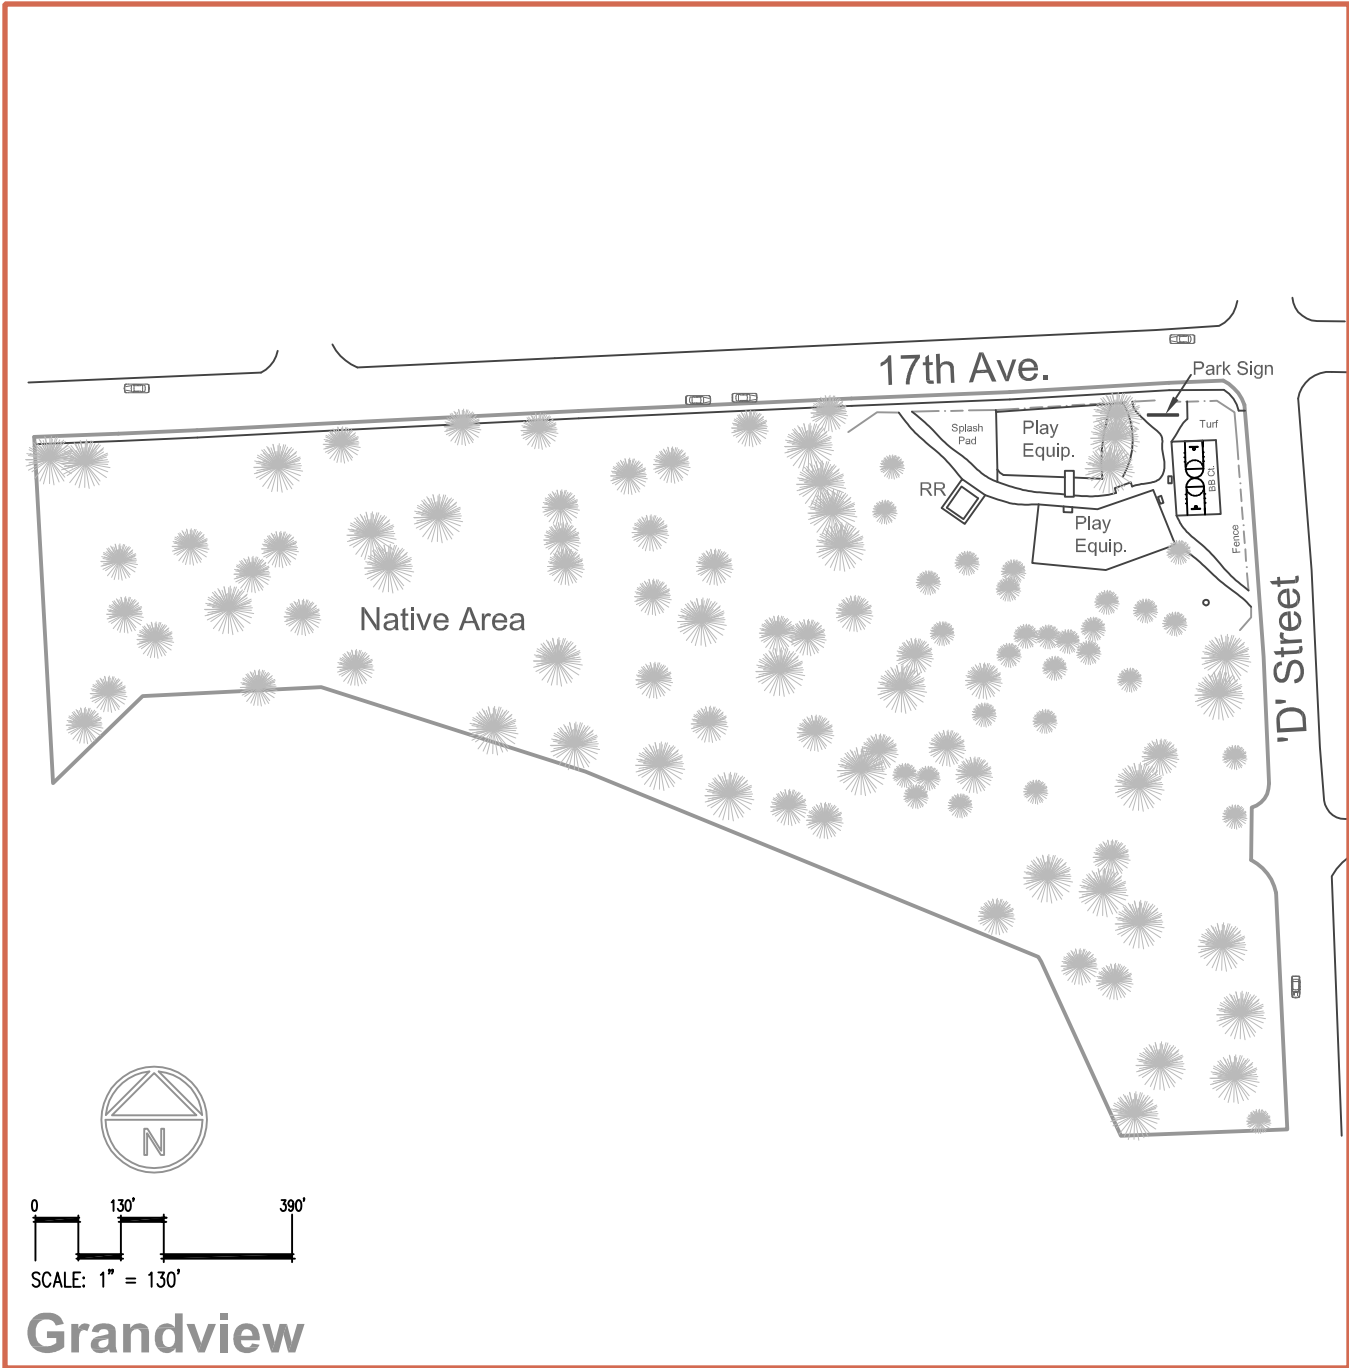 17th Ave.
Park Sign
Splash
Pad
Play
Equip.
Turf
BB Ct.
RR
Play
Equip.
Fence
'D' Street
Native Area
N
0 130' 390'
SCALE: 1" = 130'
Grandview